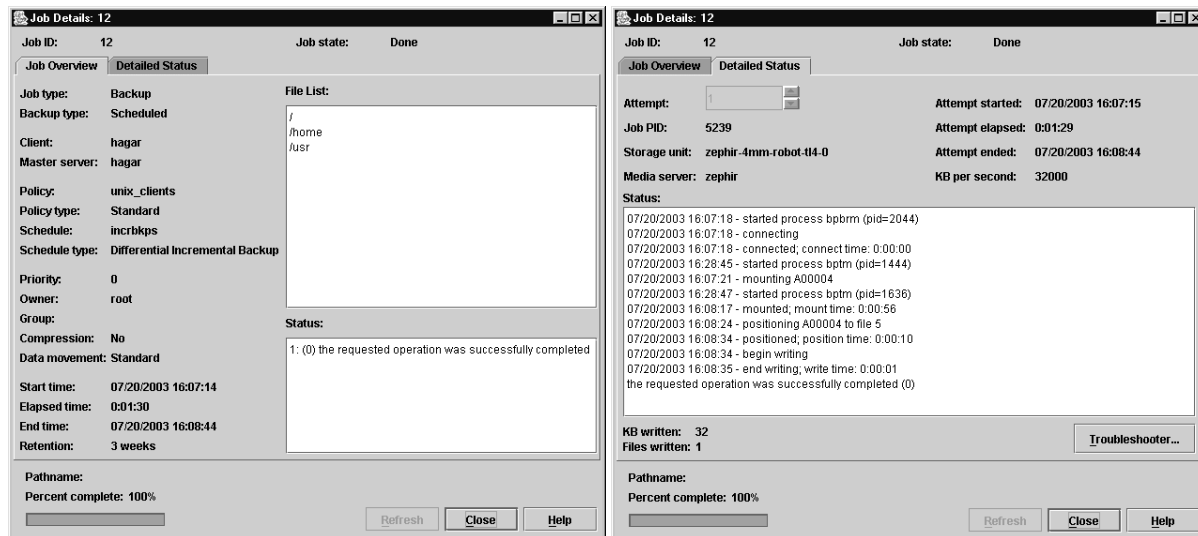 Job Details: 12
Job ID: 12 Job state: Done
Job Overview Detailed Status
Job type: Backup
Backup type: Scheduled
Client: hagar
Master server: hagar
Policy: unix_clients
Policy type: Standard
Schedule: incrbkps
Schedule type: Differential Incremental Backup
Priority: 0
Owner: root
Group:
Compression: No
Data movement: Standard
Start time: 07/20/2003 16:07:14
Elapsed time: 0:01:30
End time: 07/20/2003 16:08:44
Retention: 3 weeks
File List:
/
/home
/usr
Status:
1: (0) the requested operation was successfully completed
Pathname:
Percent complete: 100%
Refresh Close Help
Job Details: 12
Job ID: 12 Job state: Done
Job Overview Detailed Status
Attempt: 1 Attempt started: 07/20/2003 16:07:15
Job PID: 5239 Attempt elapsed: 0:01:29
Storage unit: zephir-4mm-robot-tl4-0 Attempt ended: 07/20/2003 16:08:44
Media server: zephir KB per second: 32000
Status:
07/20/2003 16:07:18 - started process bpbrm (pid=2044)
07/20/2003 16:07:18 - connecting
07/20/2003 16:07:18 - connected; connect time: 0:00:00
07/20/2003 16:28:45 - started process bptm (pid=1444)
07/20/2003 16:07:21 - mounting A00004
07/20/2003 16:28:47 - started process bptm (pid=1636)
07/20/2003 16:08:17 - mounted; mount time: 0:00:56
07/20/2003 16:08:24 - positioning A00004 to file 5
07/20/2003 16:08:34 - positioned; position time: 0:00:10
07/20/2003 16:08:34 - begin writing
07/20/2003 16:08:35 - end writing; write time: 0:00:01
the requested operation was successfully completed (0)
KB written: 32
Files written: 1
Troubleshooter...
Pathname:
Percent complete: 100%
Refresh Close Help